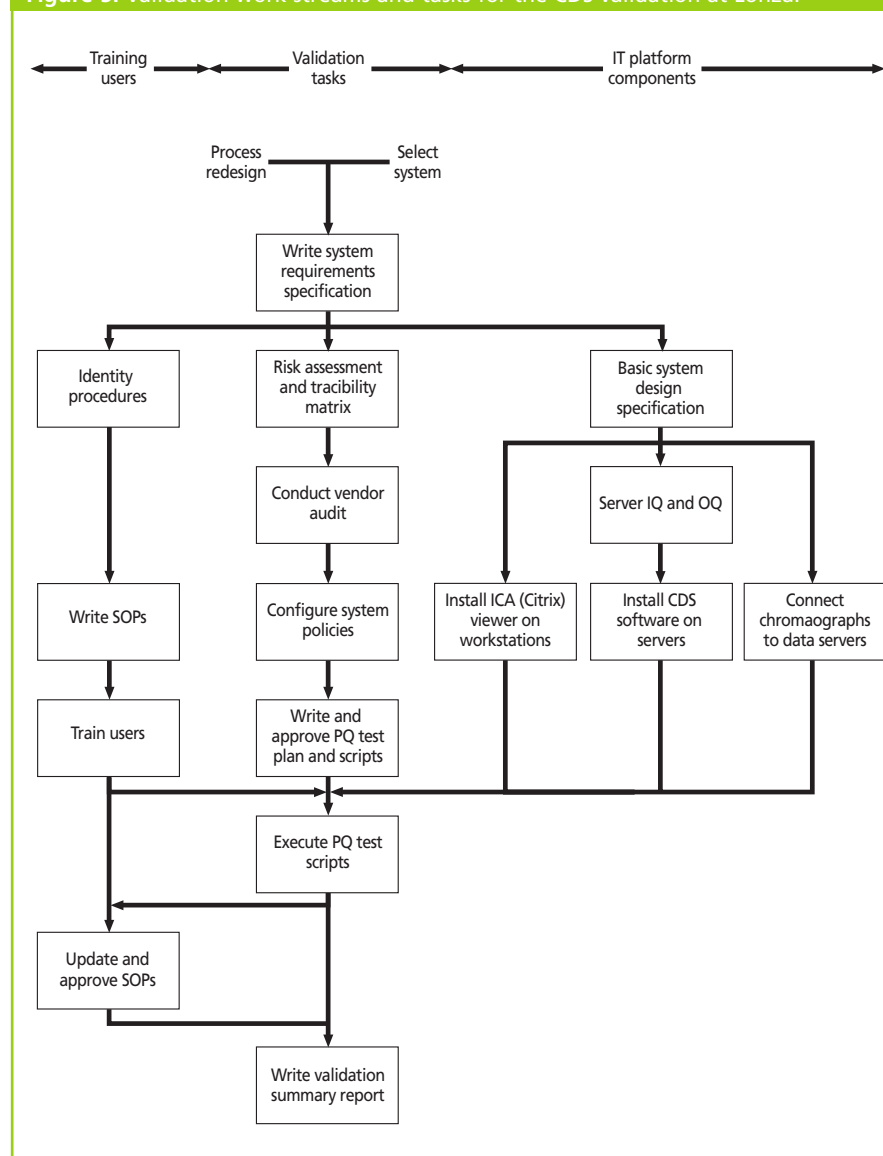 Figure 3: Validation work streams and tasks for the CDS validation at Lonza.
Training
users
Validation
tasks
IT platform
components
Process
redesign
Select
system
Write system
requirements
specification
Identity
procedures
Risk assessment
and tracibility
matrix
Basic system
design
specification
Conduct vendor
audit
Server IQ and OQ
Write SOPs
Configure system
policies
Install ICA (Citrix)
viewer on
workstations
Install CDS
software on
servers
Connect
chromaographs
to data servers
Train users
Write and
approve PQ test
plan and scripts
Execute PQ test
scripts
Update and
approve SOPs
Write validation
summary report